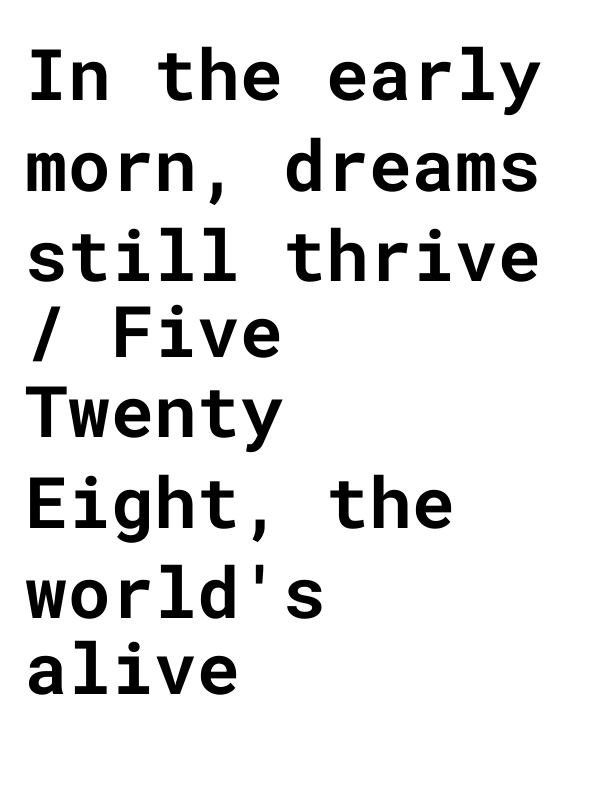 In the early
morn, dreams
still thrive
/ Five
Twenty
Eight, the
world's
alive